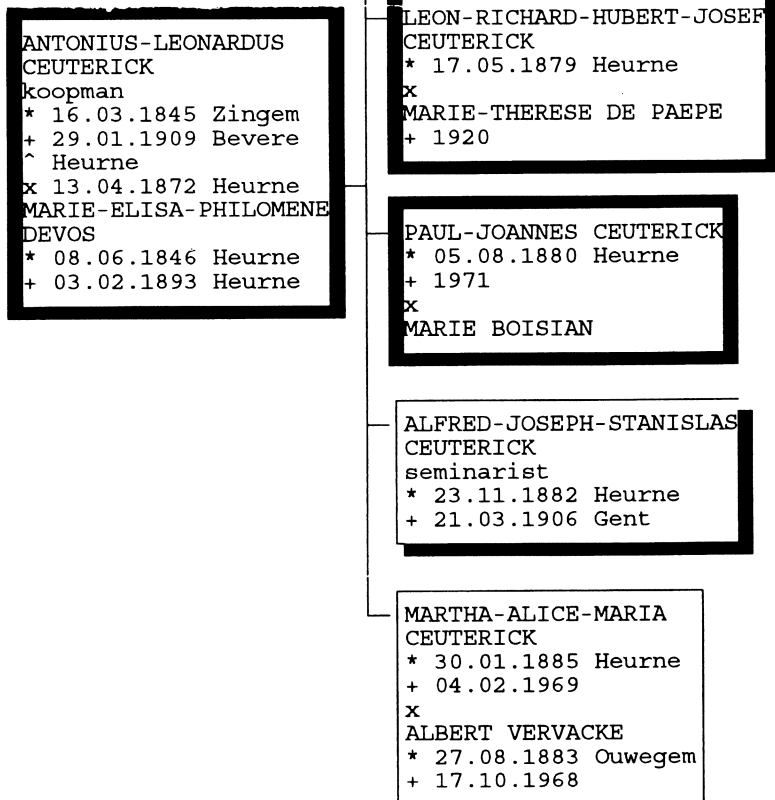 ANTONIUS-LEONARDUS
CEUTERICK
koopman
* 16.03.1845 Zingem
+ 29.01.1909 Bevere
^ Heurne
x 13.04.1872 Heurne
MARIE-ELISA-PHILOMENE
DEVOS
* 08.06.1846 Heurne
+ 03.02.1893 Heurne
LEON-RICHARD-HUBERT-JOSEF
CEUTERICK
* 17.05.1879 Heurne
x
MARIE-THERESE DE PAEPE
+ 1920
PAUL-JOANNES CEUTERICK
* 05.08.1880 Heurne
+ 1971
x
MARIE BOISIAN
ALFRED-JOSEPH-STANISLAS
CEUTERICK
seminarist
* 23.11.1882 Heurne
+ 21.03.1906 Gent
MARTHA-ALICE-MARIA
CEUTERICK
* 30.01.1885 Heurne
+ 04.02.1969
x
ALBERT VERVACKE
* 27.08.1883 Ouwegem
+ 17.10.1968